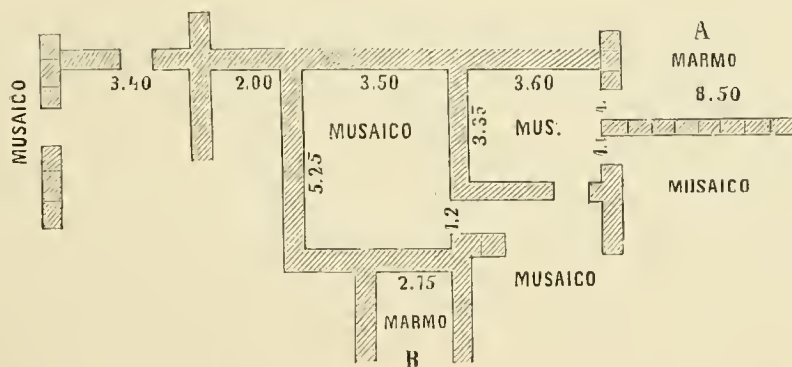 A
MARMO
8.50
3.40
2.00
3.50
3.60
MUSAICO
MUSAICO
3.35
MUS.
MUSAICO
5.25
1.2
2.75
MUSAICO
MARMO
B